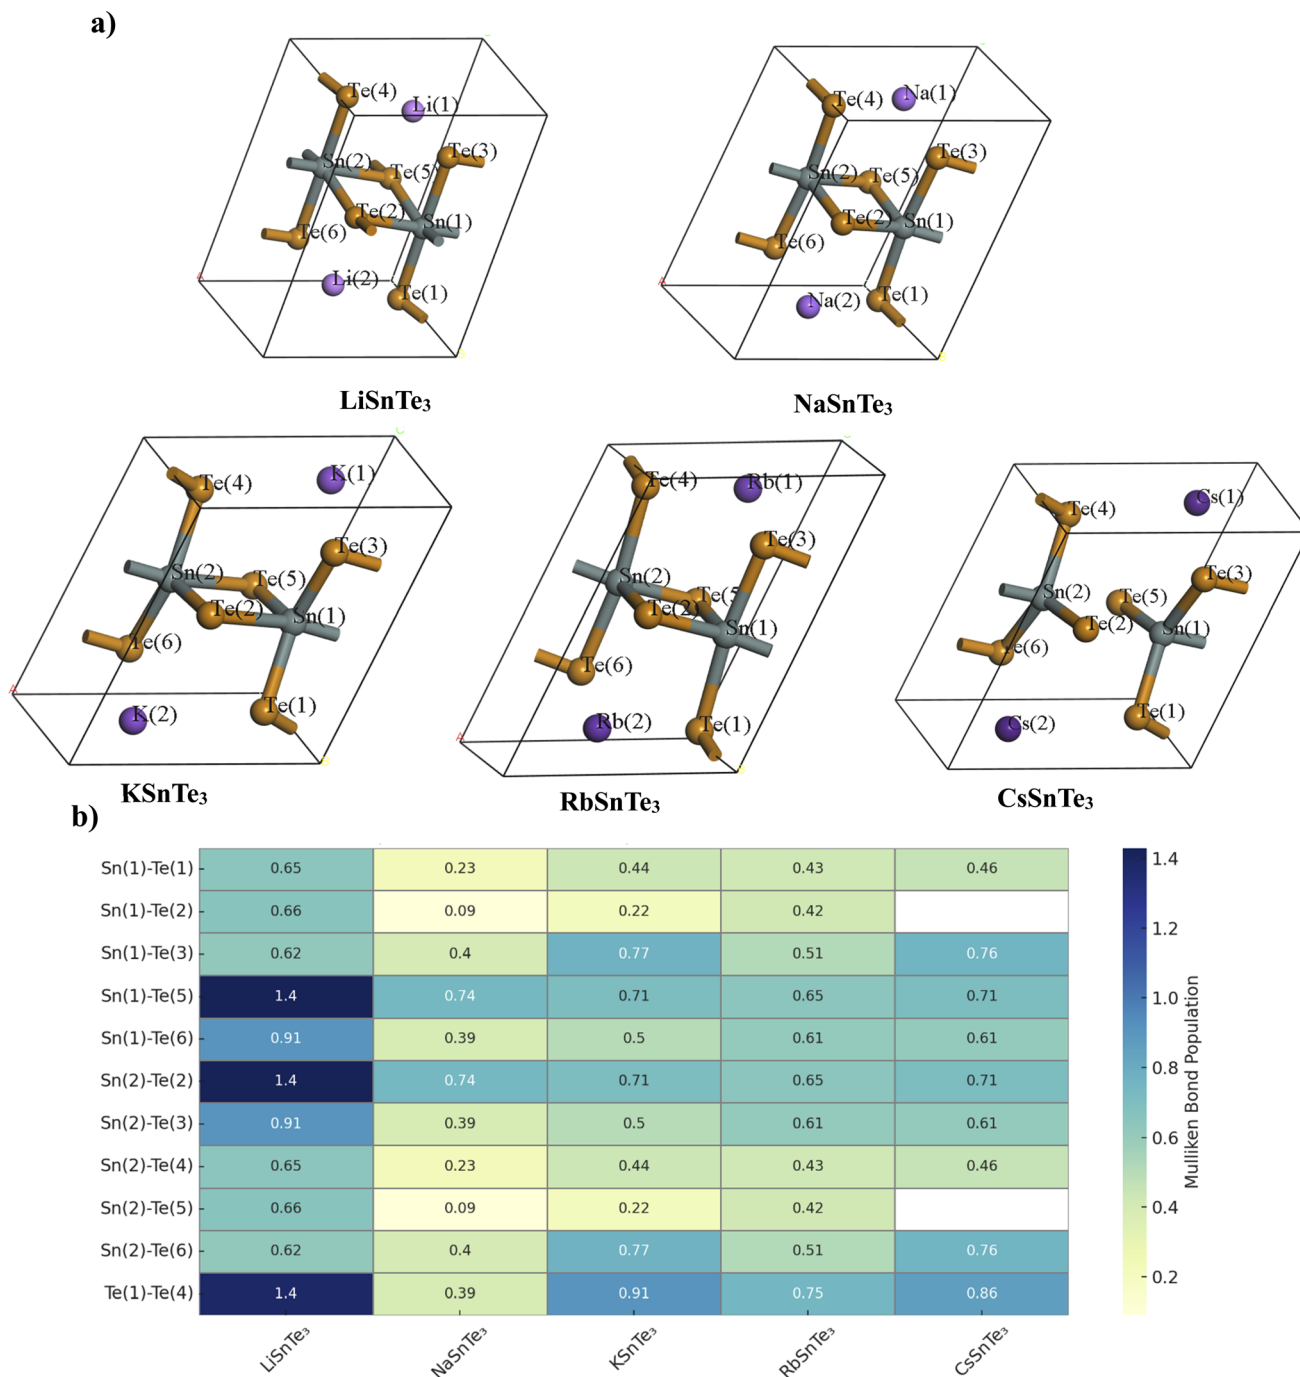 a)
Te(4)
Li(1)
Te(3)
Sn(2)
Te(5)
Te(2)
Sn(1)
Te(6)
Li(2)
Te(1)
A
B
LiSnTe₃
Na(1)
Te(4)
Te(3)
Sn(2)
Te(5)
Te(2)
Sn(1)
Te(6)
Na(2)
Te(1)
A
B
NaSnTe₃
C
K(1)
Te(4)
Te(3)
Sn(2)
Te(5)
Te(2)
Sn(1)
Te(6)
Te(1)
K(2)
A
B
KSnTe₃
Te(4)
Rb(1)
Te(3)
Sn(2)
Te(5)
Te(2)
Sn(1)
Te(6)
Rb(2)
Te(1)
A
RbSnTe₃
Cs(1)
Te(4)
Te(3)
Sn(2)
Te(5)
Te(2)
Sn(1)
Te(6)
Te(1)
Cs(2)
CsSnTe₃
b)
Sn(1)-Te(1) 0.65 0.23 0.44 0.43 0.46
Sn(1)-Te(2) 0.66 0.09 0.22 0.42
Sn(1)-Te(3) 0.62 0.4 0.77 0.51 0.76
Sn(1)-Te(5) 1.4 0.74 0.71 0.65 0.71
Sn(1)-Te(6) 0.91 0.39 0.5 0.61 0.61
Sn(2)-Te(2) 1.4 0.74 0.71 0.65 0.71
Sn(2)-Te(3) 0.91 0.39 0.5 0.61 0.61
Sn(2)-Te(4) 0.65 0.23 0.44 0.43 0.46
Sn(2)-Te(5) 0.66 0.09 0.22 0.42
Sn(2)-Te(6) 0.62 0.4 0.77 0.51 0.76
Te(1)-Te(4) 1.4 0.39 0.91 0.75 0.86
LiSnTe₃
NaSnTe₃
KSnTe₃
RbSnTe₃
CsSnTe₃
1.4
1.2
1.0
0.8
0.6
0.4
0.2
Mulliken Bond Population